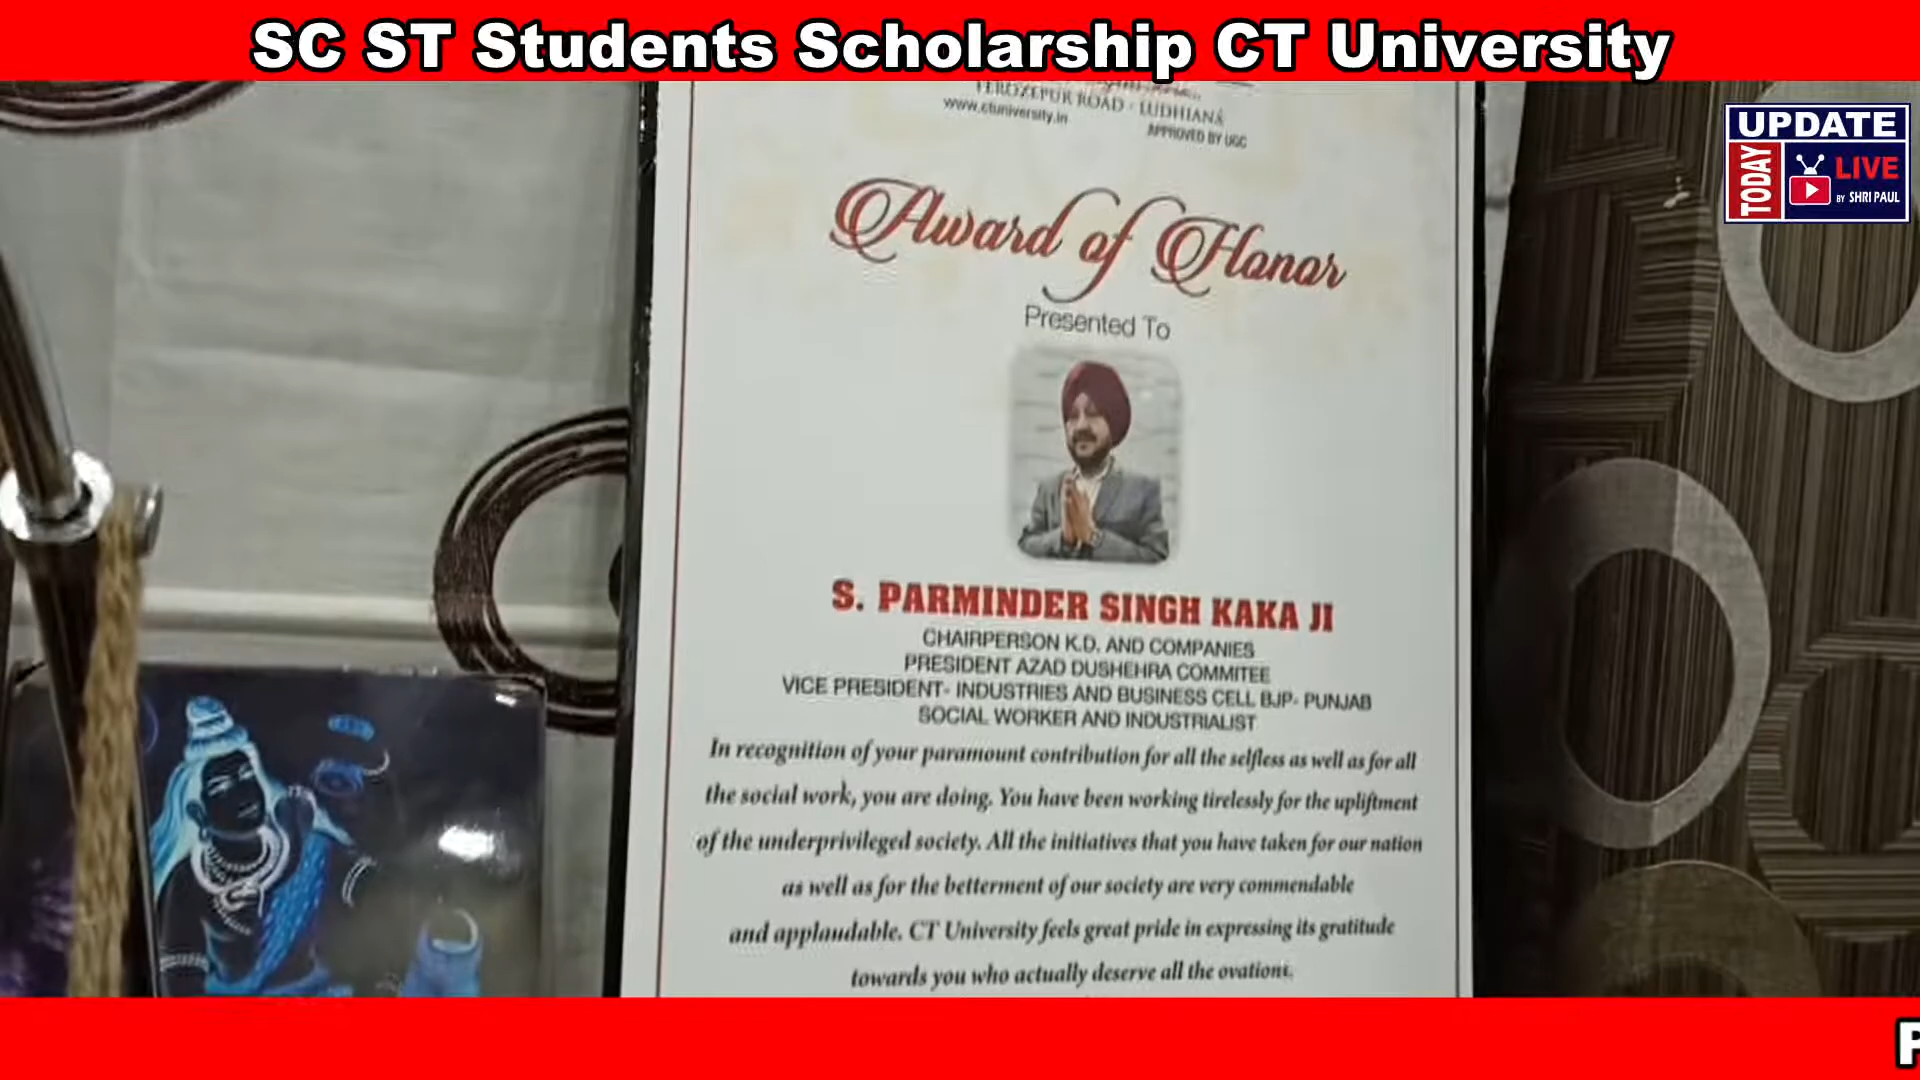 SC ST Students Scholarship CT University
FEROZEPUR ROAD - LUDHIANA
www.ctuniversity.in
APPROVED BY UGC
UPDATE
TODAY
LIVE
BY SHRI PAUL
Award of Honor
Presented To
S. PARMINDER SINGH KAKA JI
CHAIRPERSON K.D. AND COMPANIES
PRESIDENT AZAD DUSHEHRA COMMITEE
VICE PRESIDENT- INDUSTRIES AND BUSINESS CELL BJP- PUNJAB
SOCIAL WORKER AND INDUSTRIALIST
In recognition of your paramount contribution for all the selfless as well as for all
the social work, you are doing. You have been working tirelessly for the upliftment
of the underprivileged society. All the initiatives that you have taken for our nation
as well as for the betterment of our society are very commendable
and applaudable. CT University feels great pride in expressing its gratitude
towards you who actually deserve all the ovations.